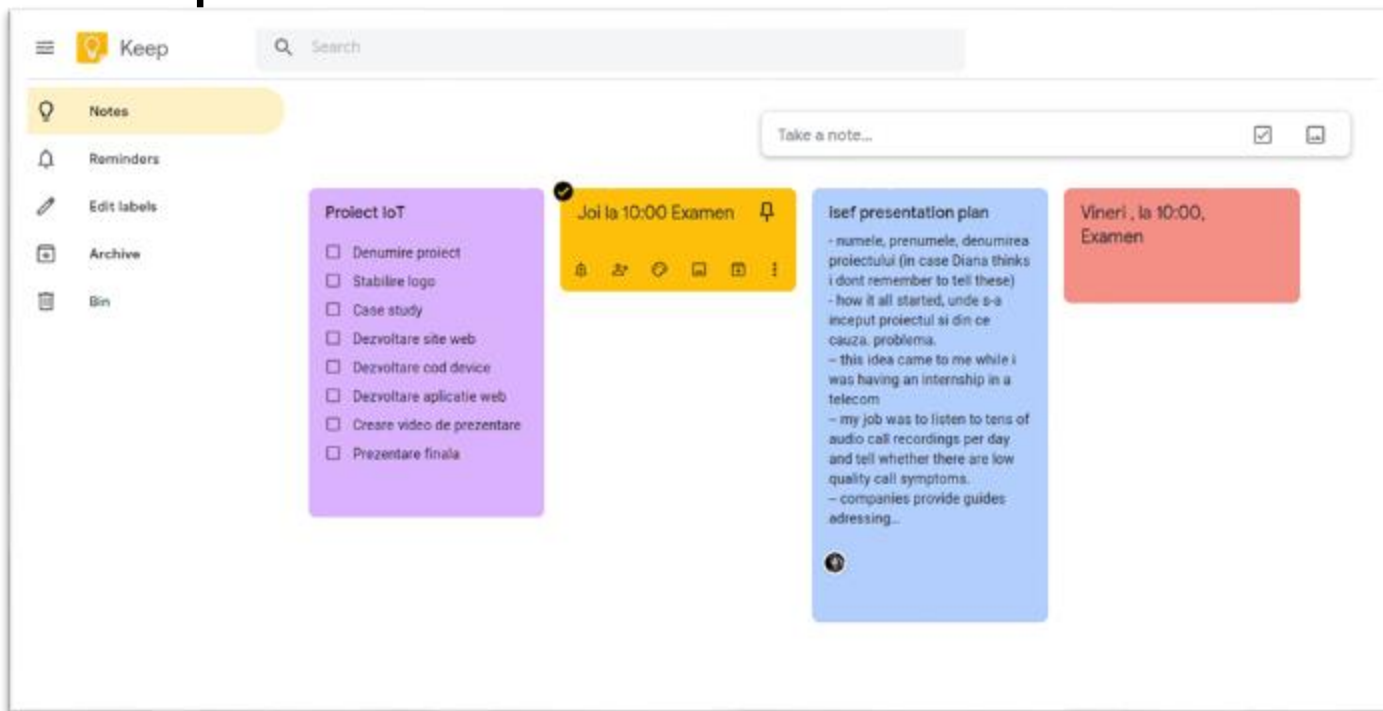 Keep
Search
Notes
Reminders
Edit labels
Archive
Bin
Take a note...
Proiect IoT
Denumire proiect
Stabilire logo
Case study
Dezvoltare site web
Dezvoltare cod device
Dezvoltare aplicatie web
Creare video de prezentare
Prezentare finala
Joi la 10:00 Examen
isef presentation plan
- numele, prenumele, denumirea
proiectului (in case Diana thinks
i dont remember to tell these)
- how it all started, unde s-a
inceput proiectul si din ce
cauza. problema.
– this idea came to me while i
was having an internship in a
telecom
– my job was to listen to tens of
audio call recordings per day
and tell whether there are low
quality call symptoms.
– companies provide guides
adressing...
Vineri , la 10:00,
Examen